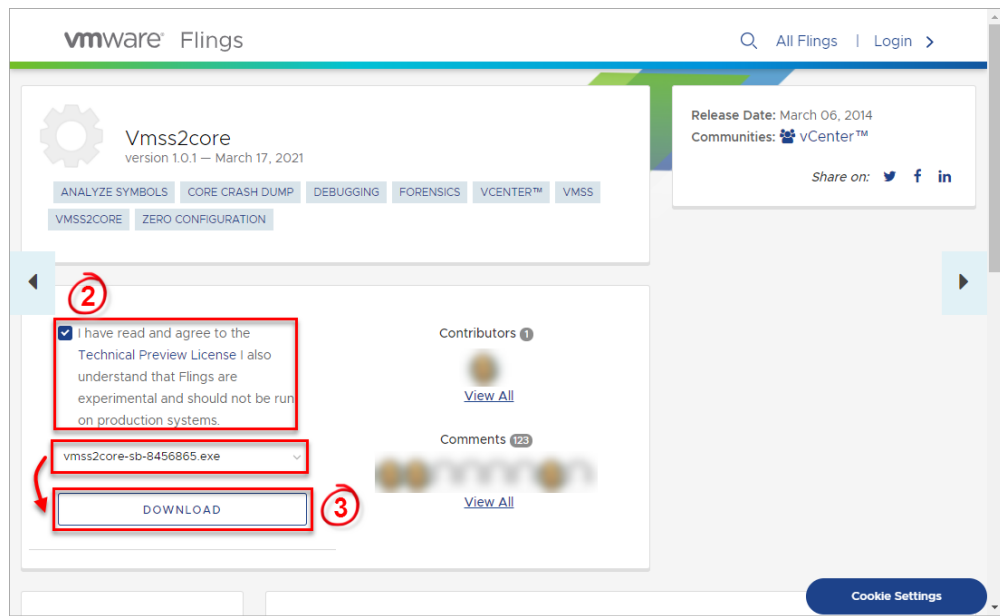 vmware® Flings
All Flings | Login
Vmss2core
version 1.0.1 — March 17, 2021
ANALYZE SYMBOLS CORE CRASH DUMP DEBUGGING FORENSICS VCENTER™ VMSS
VMSS2CORE ZERO CONFIGURATION
Release Date: March 06, 2014
Communities: vCenter™
Share on:
2
I have read and agree to the
Technical Preview License I also
understand that Flings are
experimental and should not be run
on production systems.
vmss2core-sb-8456865.exe
DOWNLOAD
3
Contributors 1
View All
Comments 123
View All
Cookie Settings